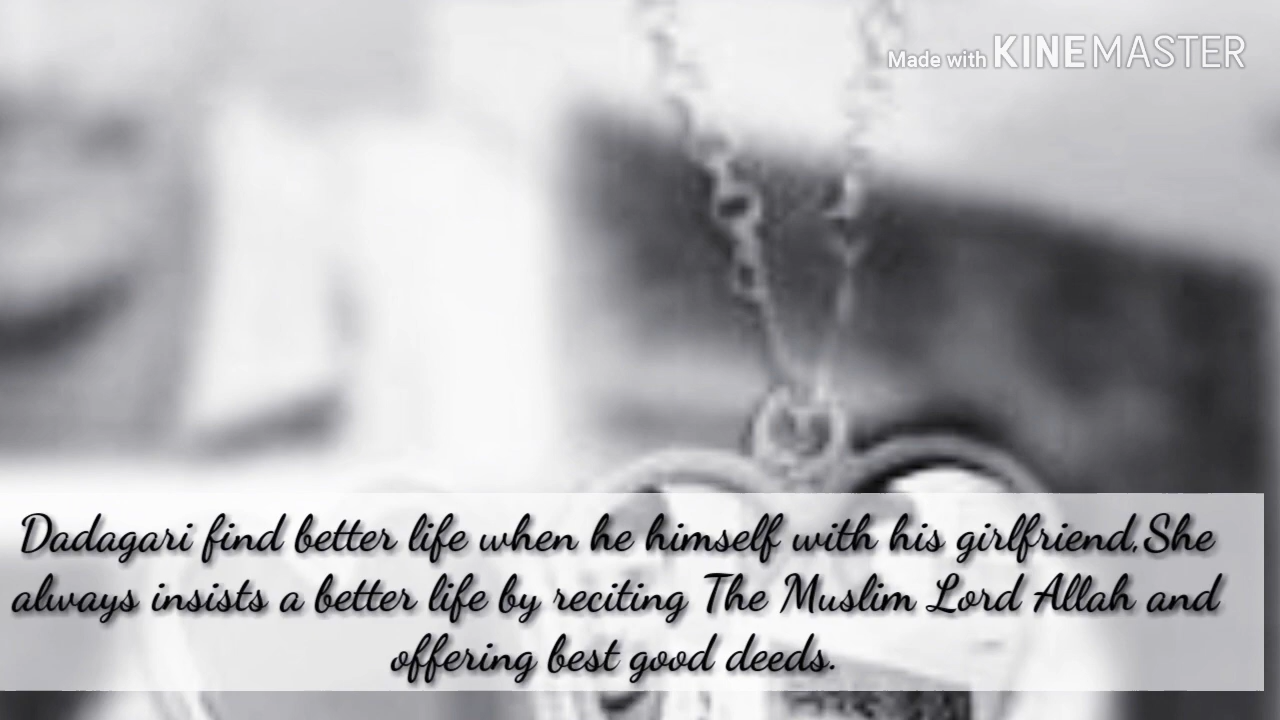 Made with KINEMASTER
Dadagari find better life when he himself with his girlfriend.She
always insists a better life by reciting The Muslim Lord Allah and
offering best good deeds.